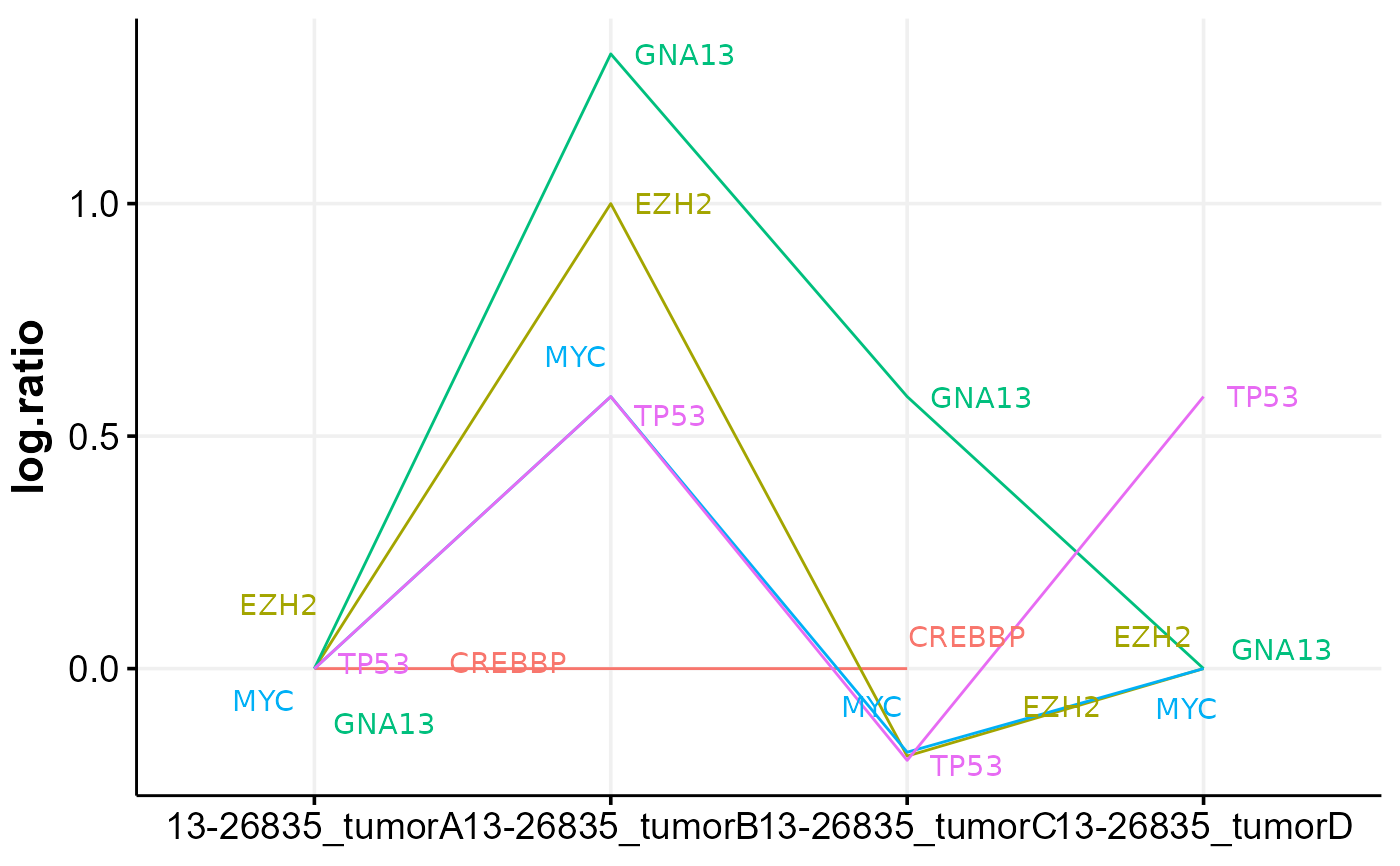 GNA13
1.0
EZH2
MYC
TP53
0.5
GNA13
TP53
log.ratio
EZH2
TP53
CREBBP
CREBBP
EZH2
GNA13
0.0
MYC
GNA13
MYC
EZH2
MYC
TP53
13-26835_tumorA13-26835_tumorB13-26835_tumorC13-26835_tumorD